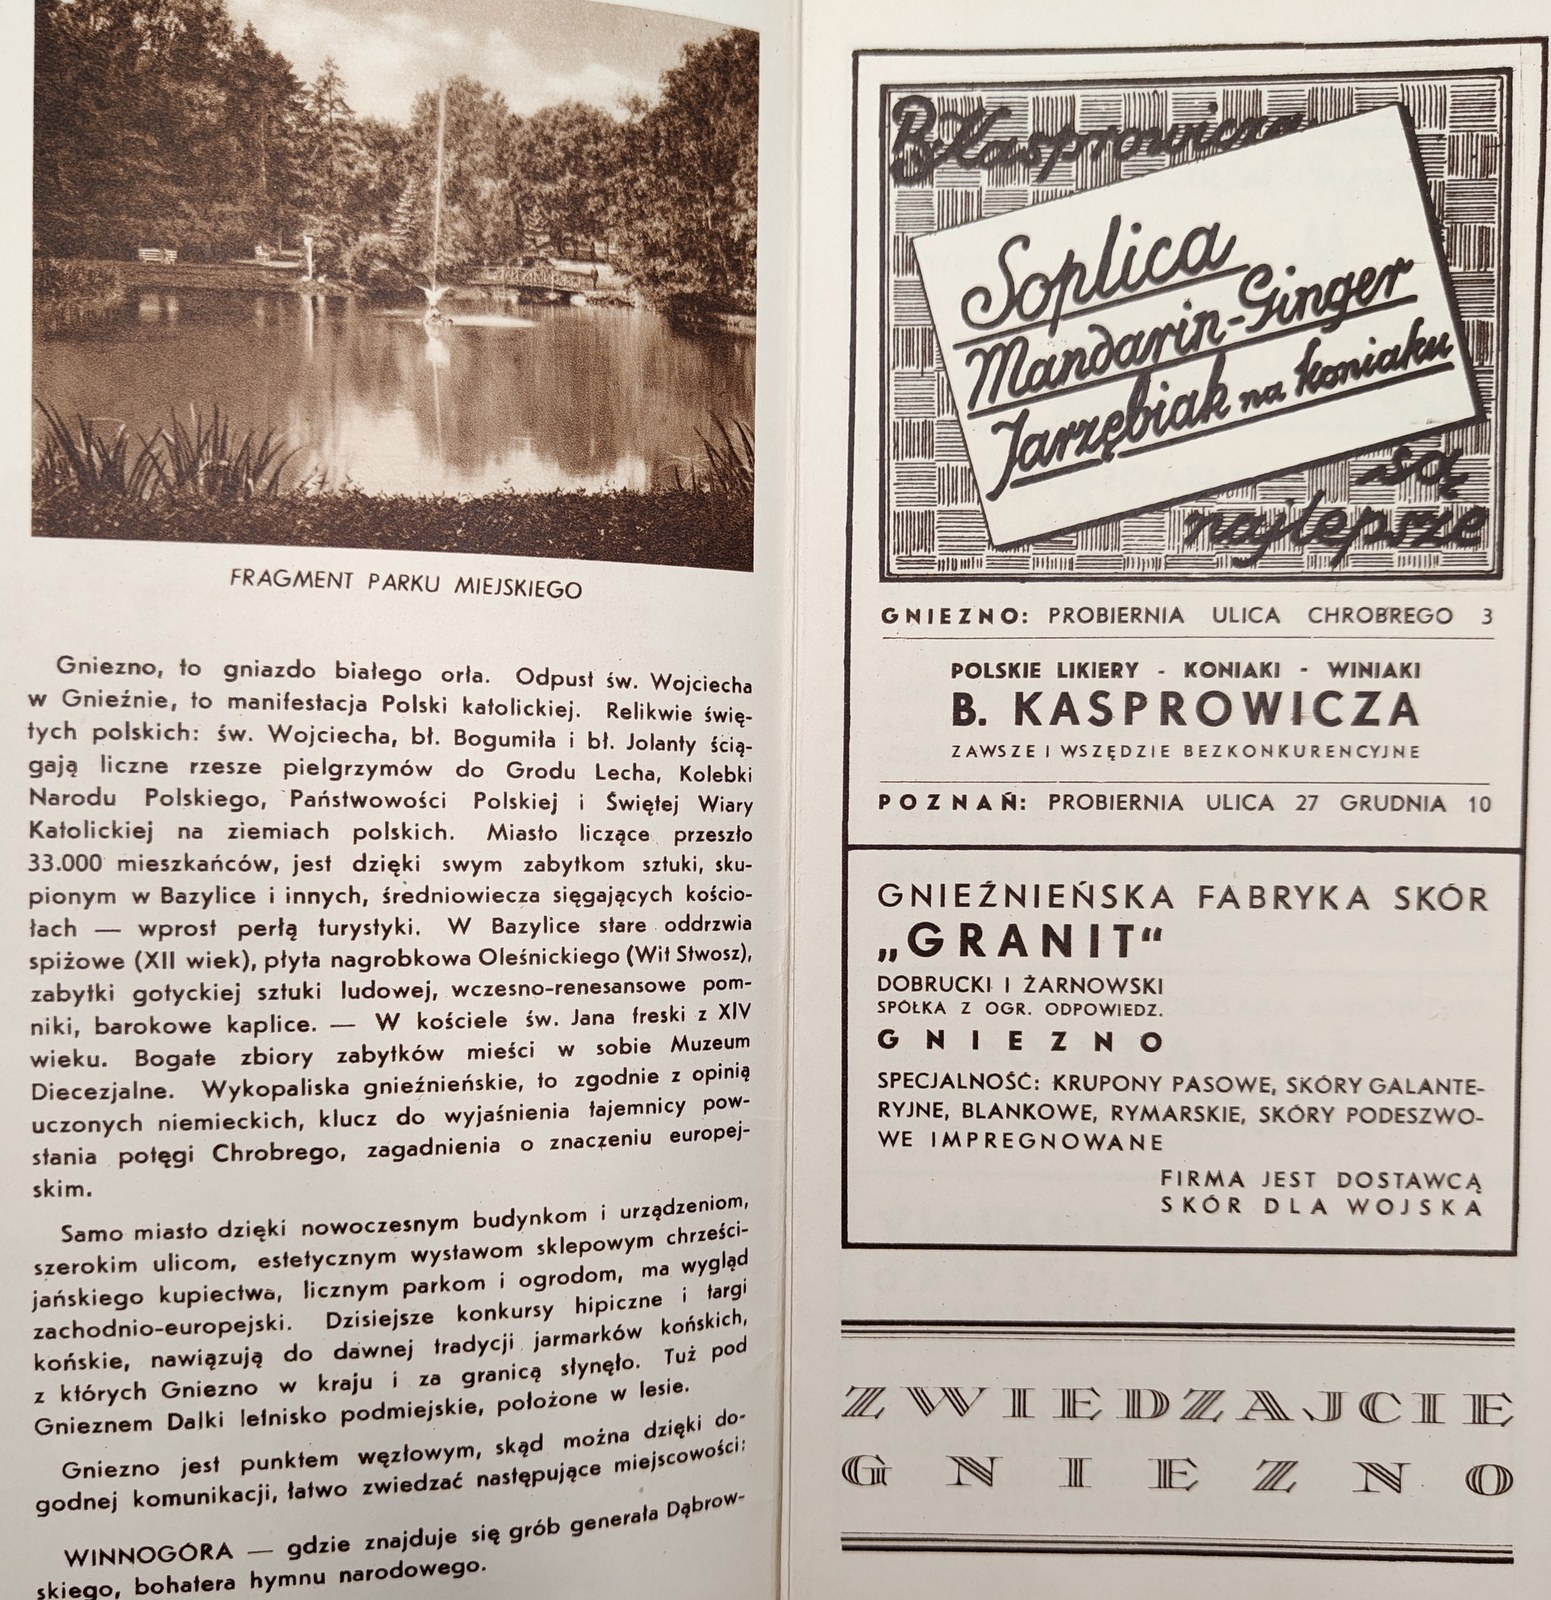 FRAGMENT PARKU MIEJSKIEGO
Gniezno, to gniazdo białego orła. Odpust św. Wojciecha
w Gnieźnie, to manifestacja Polski katolickiej. Relikwie świę-
tych polskich: św. Wojciecha, bł. Bogumiła i bł. Jolanty ścią-
gają liczne rzesze pielgrzymów do Grodu Lecha, Kolebki
Narodu Polskiego, Państwowości Polskiej i Świętej Wiary
Katolickiej na ziemiach polskich. Miasto liczące przeszło
33.000 mieszkańców, jest dzięki swym zabytkom sztuki, sku-
pionym w Bazylice i innych, średniowiecza sięgających kościo-
łach — wprost perłą turystyki. W Bazylice stare oddrzwia
spiżowe (XII wiek), płyta nagrobkowa Oleśnickiego (Wit Stwosz),
zabytki gotyckiej sztuki ludowej, wczesno-renesansowe pom-
niki, barokowe kaplice. — W kościele św. Jana freski z XIV
wieku. Bogate zbiory zabytków mieści w sobie Muzeum
Diecezjalne. Wykopaliska gnieźnieńskie, to zgodnie z opinią
uczonych niemieckich, klucz do wyjaśnienia tajemnicy pow-
stania potęgi Chrobrego, zagadnienia o znaczeniu europej-
skim.
Samo miasto dzięki nowoczesnym budynkom i urządzeniom,
szerokim ulicom, estetycznym wystawom sklepowym chrześci-
jańskiego kupiectwa, licznym parkom i ogrodom, ma wygląd
zachodnio-europejski. Dzisiejsze konkursy hipiczne i targi
końskie, nawiązują do dawnej tradycji jarmarków końskich,
z których Gniezno w kraju i za granicą słynęło. Tuż pod
Gnieznem Dalki letnisko podmiejskie, położone w lesie.
Gniezno jest punktem węzłowym, skąd można dzięki do-
godnej komunikacji, łatwo zwiedzać następujące miejscowości:
WINNOGÓRA — gdzie znajduje się grób generała Dąbrow-
skiego, bohatera hymnu narodowego.
B. Kasprowicza
Soplica
Mandarin-Ginger
Jarzębiak na koniaku
są
najlepsze
GNIEZNO: PROBIERNIA ULICA CHROBREGO 3
POLSKIE LIKIERY - KONIAKI - WINIAKI
B. KASPROWICZA
ZAWSZE I WSZĘDZIE BEZKONKURENCYJNE
POZNAŃ: PROBIERNIA ULICA 27 GRUDNIA 10
GNIEŹNIEŃSKA FABRYKA SKÓR
„GRANIT“
DOBRUCKI I ŻARNOWSKI
SPÓŁKA Z OGR. ODPOWIEDZ.
GNIEZNO
SPECJALNOŚĆ: KRUPONY PASOWE, SKÓRY GALANTE-
RYJNE, BLANKOWE, RYMARSKIE, SKÓRY PODESZWO-
WE IMPREGNOWANE
FIRMA JEST DOSTAWCĄ
SKÓR DLA WOJSKA
ZWIEDZAJCIE
GNIEZNO